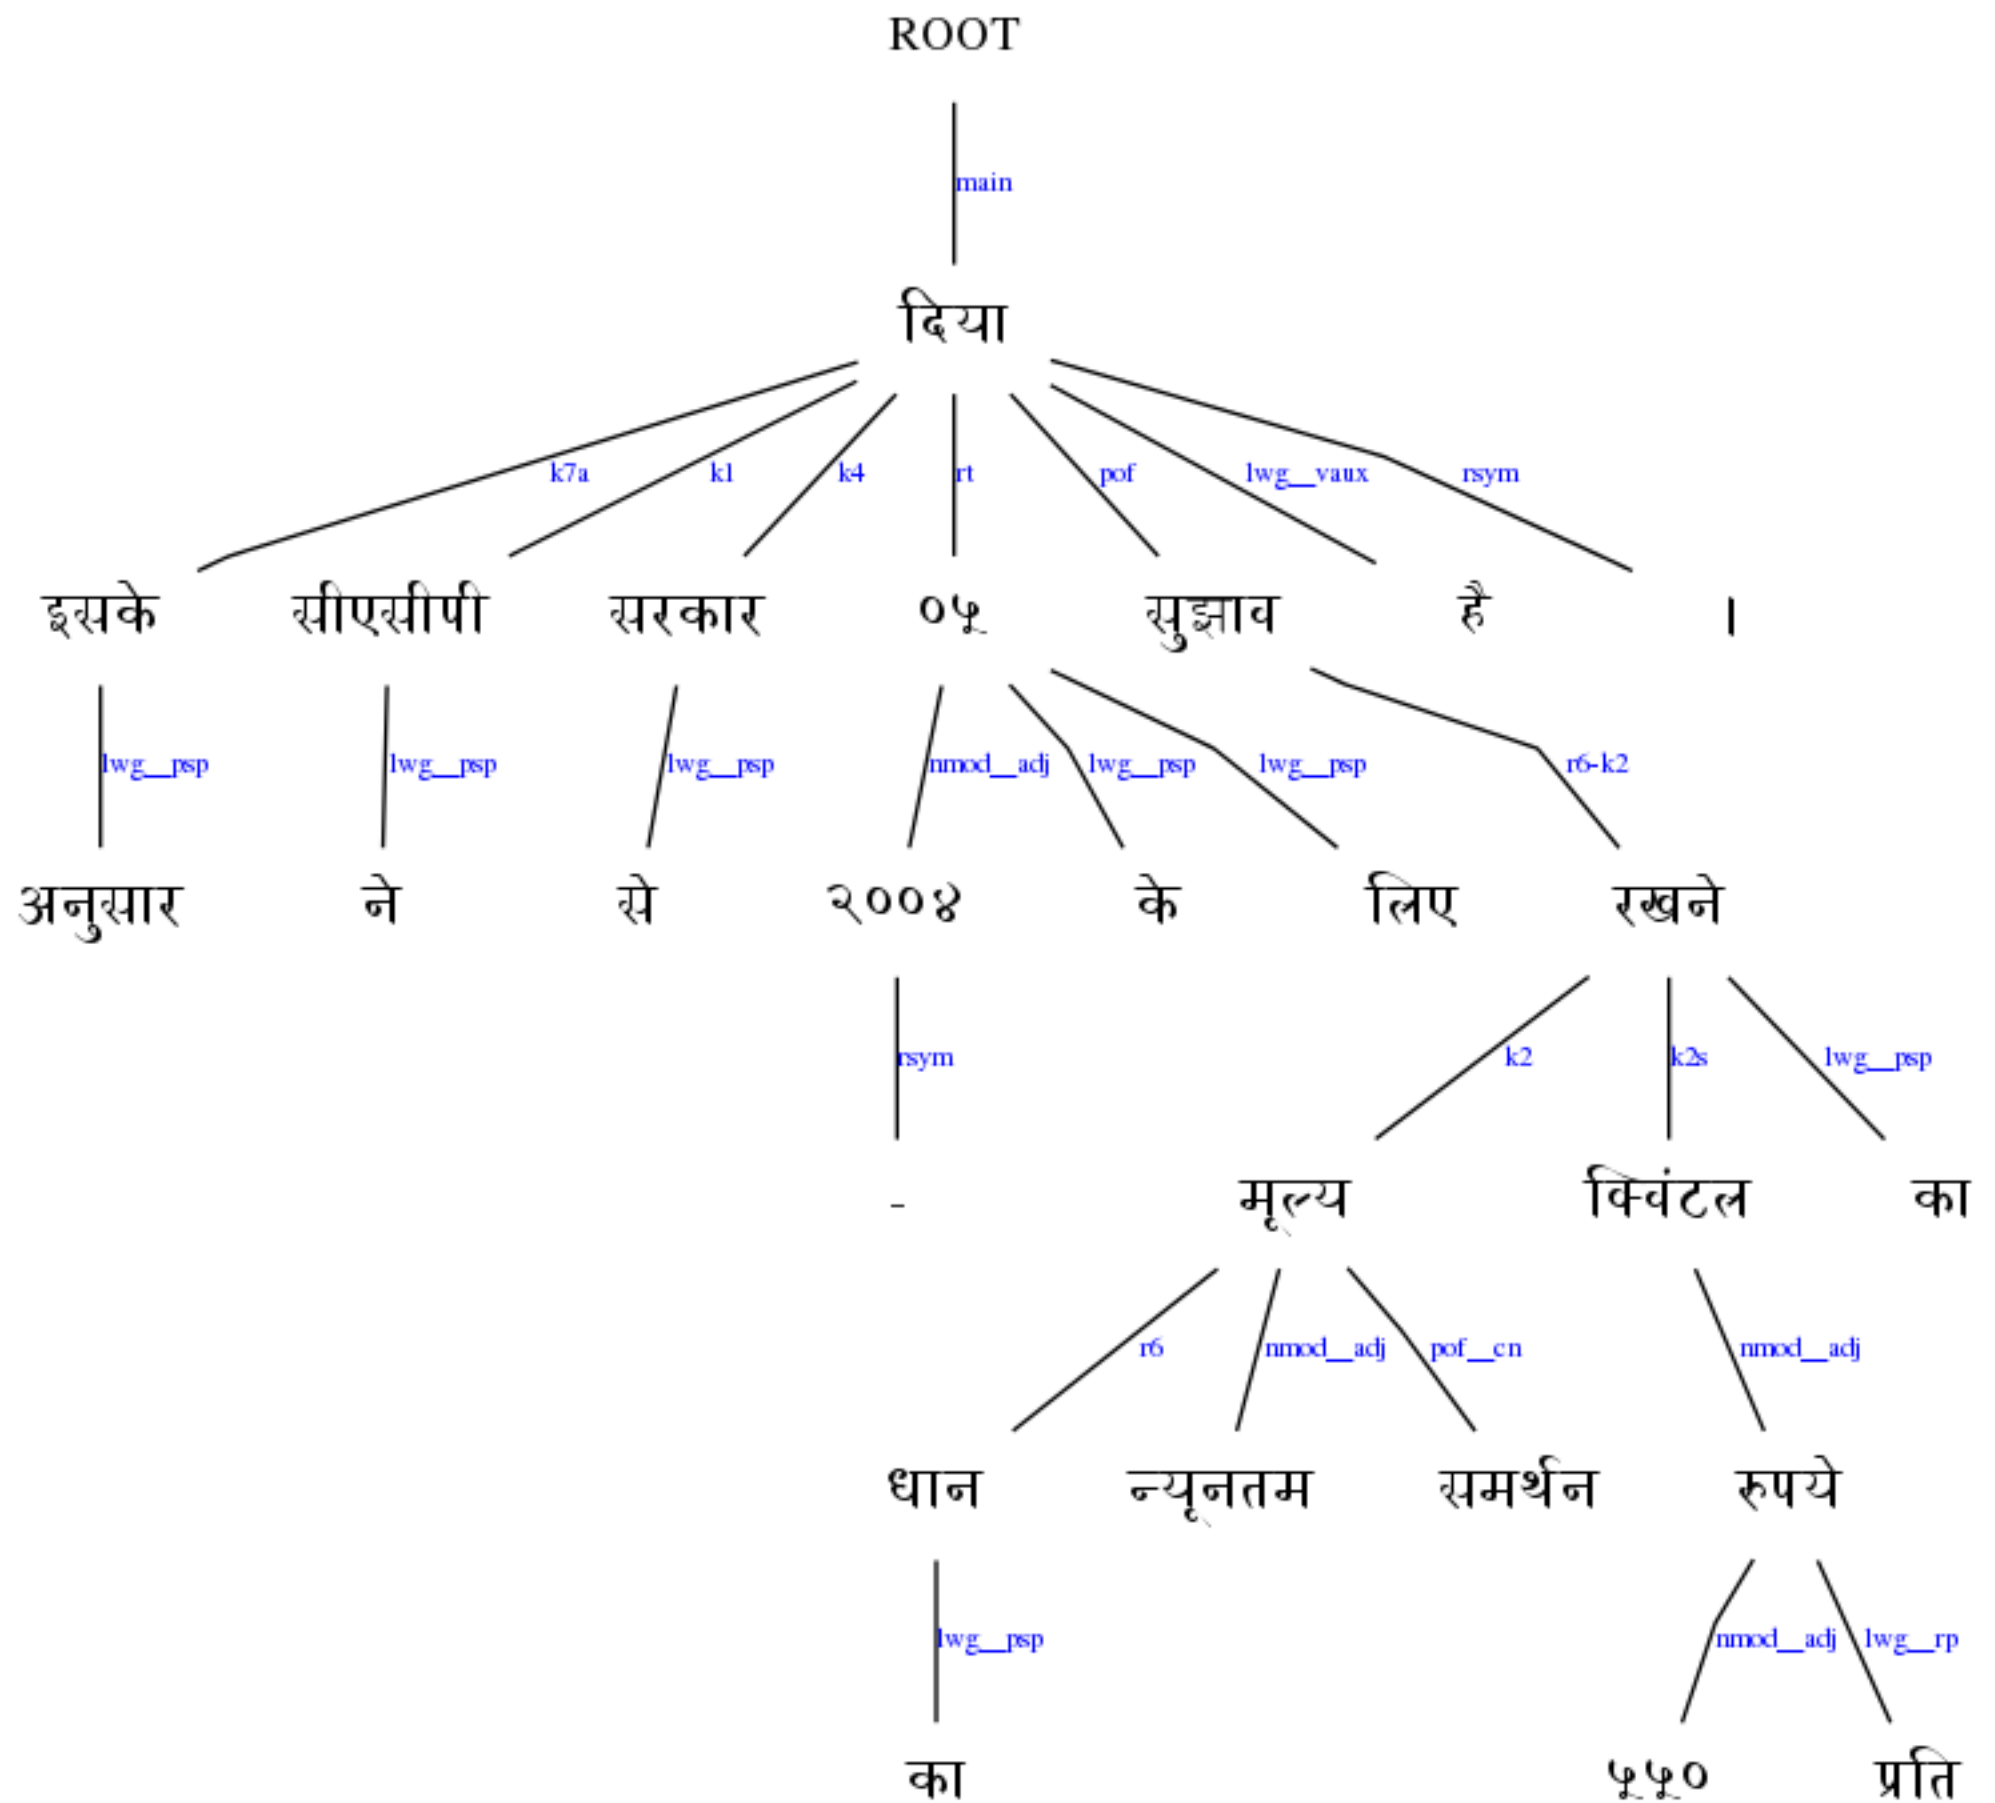 ROOT
main
दिया
k7a k1 k4 rt pof lwg__vaux rsym
इसके सीएसीपी सरकार ०५ सुझाव है ।
lwg__psp lwg__psp lwg__psp nmod__adj lwg__psp lwg__psp r6-k2
अनुसार ने से २००४ के लिए रखने
rsym k2 k2s lwg__psp
- मूल्य क्विंटल का
r6 nmod__adj pof__cn nmod__adj
धान न्यूनतम समर्थन रुपये
lwg__psp nmod__adj lwg__rp
का ५५० प्रति